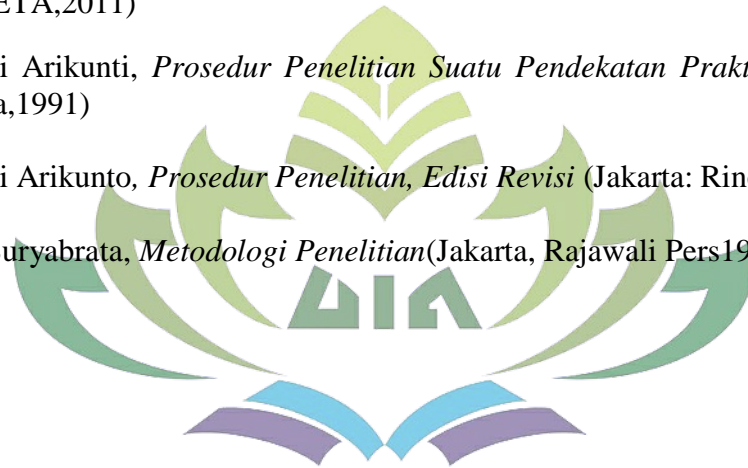 ETA,2011)
i Arikunti, Prosedur Penelitian Suatu Pendekatan Prakt
a,1991)
i Arikunto, Prosedur Penelitian, Edisi Revisi (Jakarta: Rin
uryabrata, Metodologi Penelitian(Jakarta, Rajawali Pers19
UIN